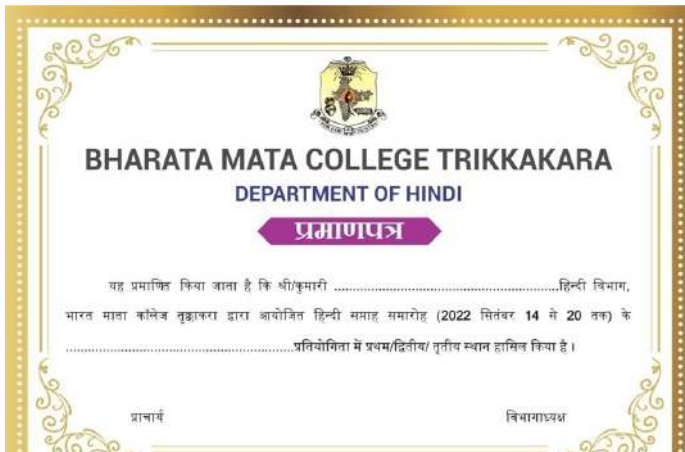 BHARATA MATA COLLEGE TRIKKAKARA
DEPARTMENT OF HINDI
प्रमाणपत्र
यह प्रमाणित किया जाता है कि श्री/कुमारी ........................................................हिन्दी विभाग,
भारत माता कॉलेज तृक्काकरा द्वारा आयोजित हिन्दी सप्ताह समारोह (2022 सितंबर 14 से 20 तक) के
.........................................................प्रतियोगिता में प्रथम/द्वितीय/ तृतीय स्थान हासिल किया है ।
प्राचार्य विभागाध्यक्ष